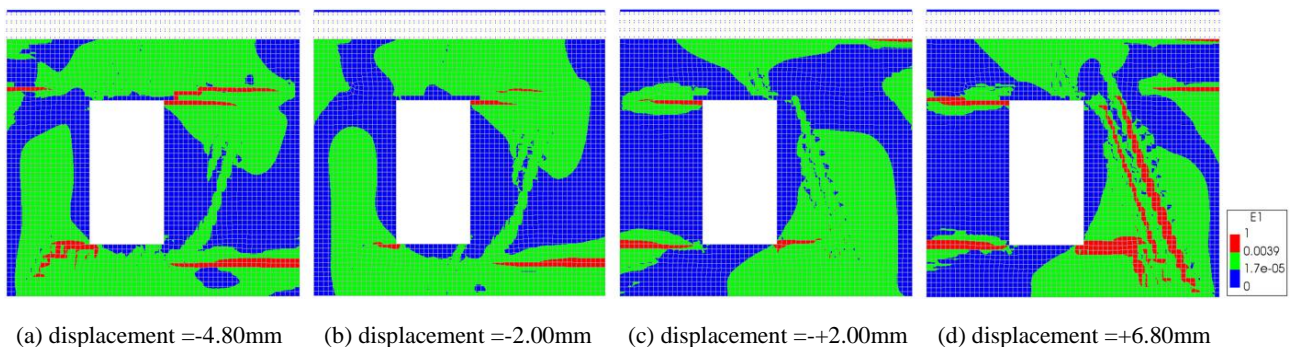 E1
1
0.0039
1.7e-05
0
(a) displacement =-4.80mm (b) displacement =-2.00mm (c) displacement =-+2.00mm (d) displacement =+6.80mm